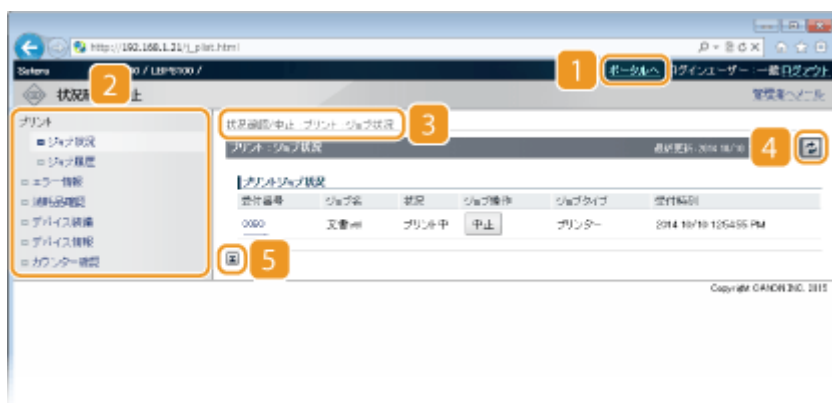 http://192.168.1.21/j_plist.html
1
Satera
/ LBP8100 /
ポータルへ
ログインユーザー：一般
ログアウト
2
管理者へメール
プリント
ジョブ状況
ジョブ履歴
エラー情報
消耗品確認
デバイス装備
デバイス情報
カウンター確認
状況確認/中止 プリント ジョブ状況
3
プリント : ジョブ状況
最終更新 : 2014 10/10
4
プリントジョブ状況
受付番号 ジョブ名 状況 ジョブ操作 ジョブタイプ 受付時刻
プリント中 中止 プリンター 2014 10/10 12:54:55 PM
5
Copyright CANON INC. 2015